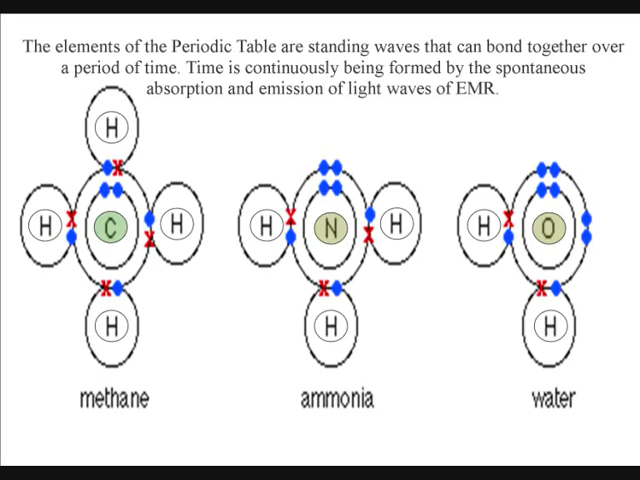 The elements of the Periodic Table are standing waves that can bond together over
a period of time. Time is continuously being formed by the spontaneous
absorption and emission of light waves of EMR.
H
H C H
H N H
H O
H
H
H
methane
ammonia
water